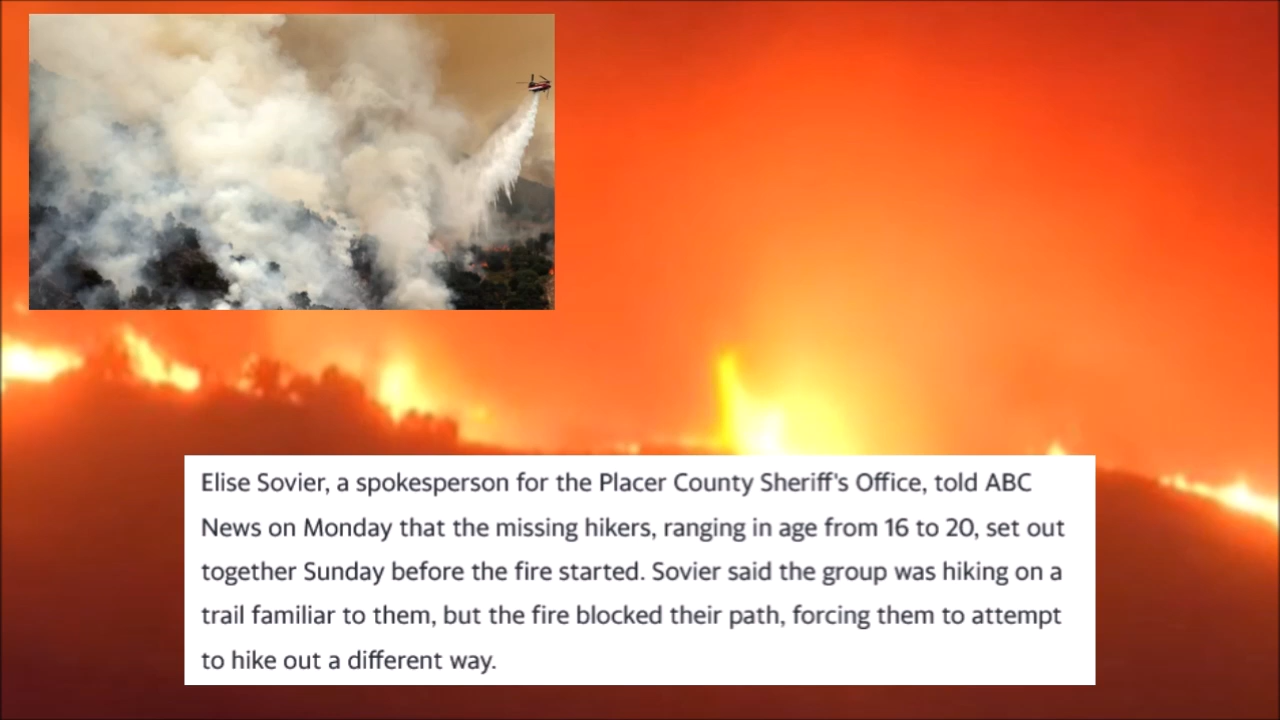 Elise Sovier, a spokesperson for the Placer County Sheriff's Office, told ABC
News on Monday that the missing hikers, ranging in age from 16 to 20, set out
together Sunday before the fire started. Sovier said the group was hiking on a
trail familiar to them, but the fire blocked their path, forcing them to attempt
to hike out a different way.